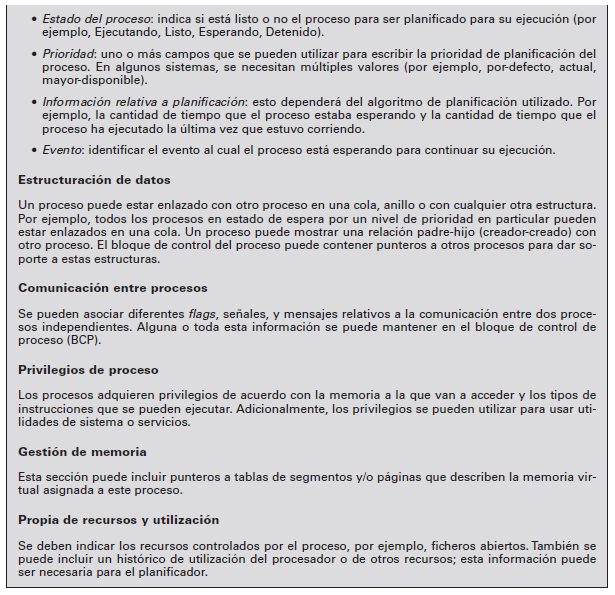 • Estado del proceso: indica si está listo o no el proceso para ser planificado para su ejecución (por
ejemplo, Ejecutando, Listo, Esperando, Detenido).
• Prioridad: uno o más campos que se pueden utilizar para escribir la prioridad de planificación del
proceso. En algunos sistemas, se necesitan múltiples valores (por ejemplo, por-defecto, actual,
mayor-disponible).
• Información relativa a planificación: esto dependerá del algoritmo de planificación utilizado. Por
ejemplo, la cantidad de tiempo que el proceso estaba esperando y la cantidad de tiempo que el
proceso ha ejecutado la última vez que estuvo corriendo.
• Evento: identificar el evento al cual el proceso está esperando para continuar su ejecución.
Estructuración de datos
Un proceso puede estar enlazado con otro proceso en una cola, anillo o con cualquier otra estructura.
Por ejemplo, todos los procesos en estado de espera por un nivel de prioridad en particular pueden
estar enlazados en una cola. Un proceso puede mostrar una relación padre-hijo (creador-creado) con
otro proceso. El bloque de control del proceso puede contener punteros a otros procesos para dar so-
porte a estas estructuras.
Comunicación entre procesos
Se pueden asociar diferentes flags, señales, y mensajes relativos a la comunicación entre dos proce-
sos independientes. Alguna o toda esta información se puede mantener en el bloque de control de
proceso (BCP).
Privilegios de proceso
Los procesos adquieren privilegios de acuerdo con la memoria a la que van a acceder y los tipos de
instrucciones que se pueden ejecutar. Adicionalmente, los privilegios se pueden utilizar para usar uti-
lidades de sistema o servicios.
Gestión de memoria
Esta sección puede incluir punteros a tablas de segmentos y/o páginas que describen la memoria vir-
tual asignada a este proceso.
Propia de recursos y utilización
Se deben indicar los recursos controlados por el proceso, por ejemplo, ficheros abiertos. También se
puede incluir un histórico de utilización del procesador o de otros recursos; esta información puede
ser necesaria para el planificador.